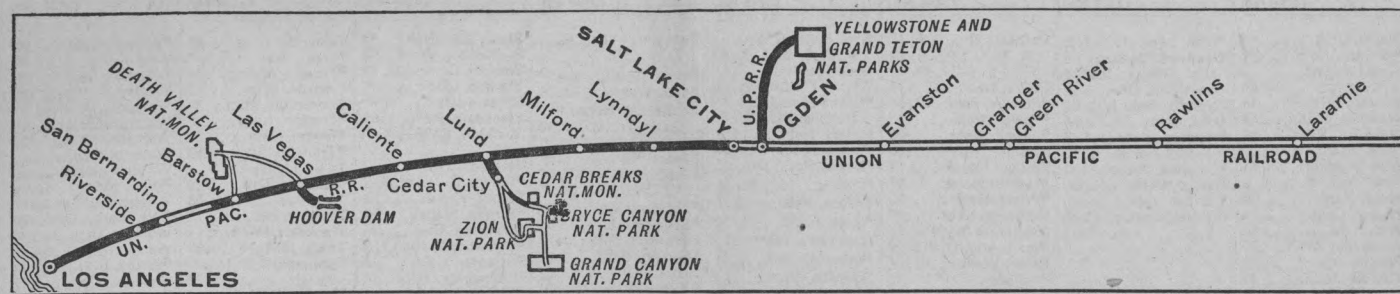 LOS ANGELES
Riverside
San Bernardino
UN.
PAC.
R.R.
Barstow
DEATH VALLEY
NAT. MON.
Las Vegas
HOOVER DAM
Caliente
Lund
Cedar City
CEDAR BREAKS
NAT. MON.
BRYCE CANYON
NAT. PARK
ZION
NAT. PARK
GRAND CANYON
NAT. PARK
Milford
Lynndyl
SALT LAKE CITY
U.P.R.R.
OGDEN
YELLOWSTONE AND
GRAND TETON
NAT. PARKS
Evanston
Granger
Green River
Rawlins
Laramie
UNION PACIFIC RAILROAD